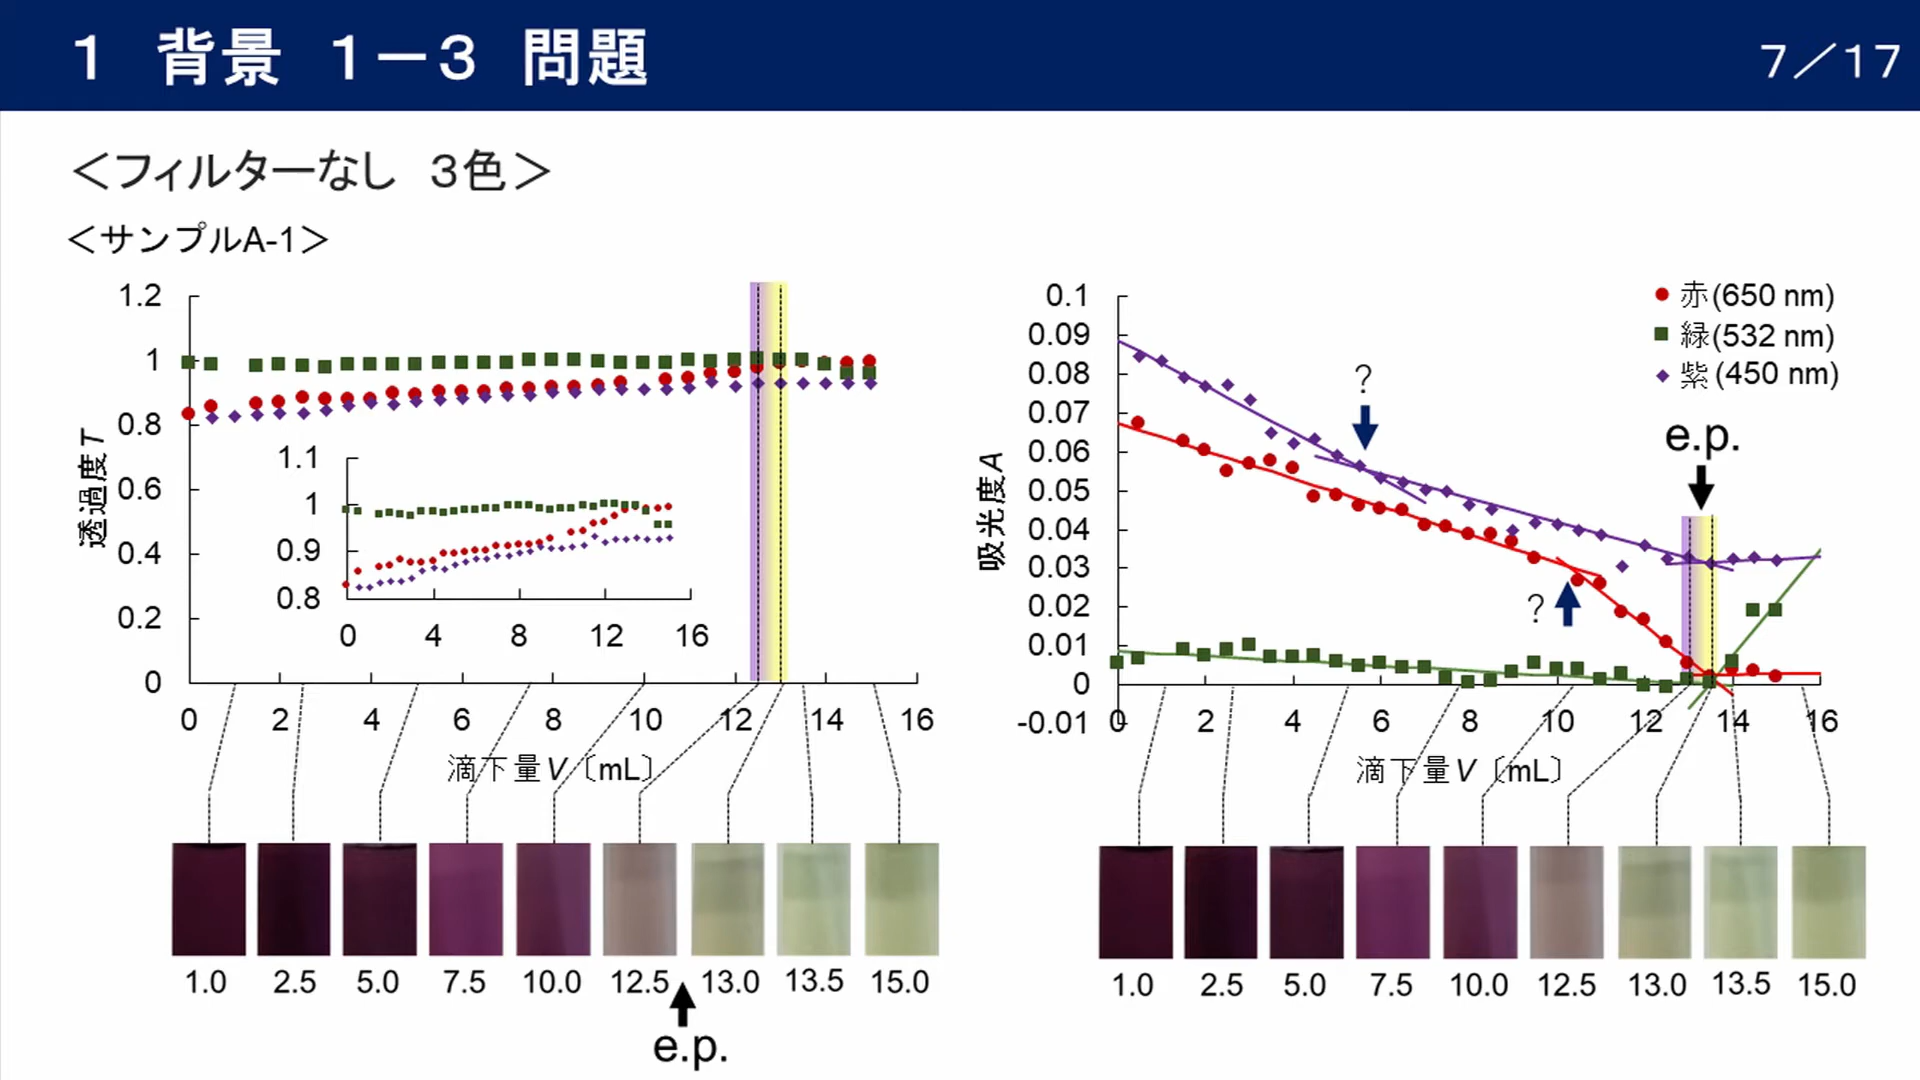 1 背景 1－3 問題
7／17
＜フィルターなし 3色＞
＜サンプルA-1＞
1.2
1
0.8
0.6
0.4
0.2
0
透過度T
1.1
1
0.9
0.8
0 4 8 12 16
0 2 4 6 8 10 12 14 16
滴下量V〔mL〕
1.0 2.5 5.0 7.5 10.0 12.5 13.0 13.5 15.0
e.p.
0.1
0.09
0.08
0.07
0.06
0.05
0.04
0.03
0.02
0.01
0
-0.01
吸光度A
赤(650 nm)
緑(532 nm)
紫(450 nm)
?
e.p.
?
0 2 4 6 8 10 12 14 16
滴下量V〔mL〕
1.0 2.5 5.0 7.5 10.0 12.5 13.0 13.5 15.0